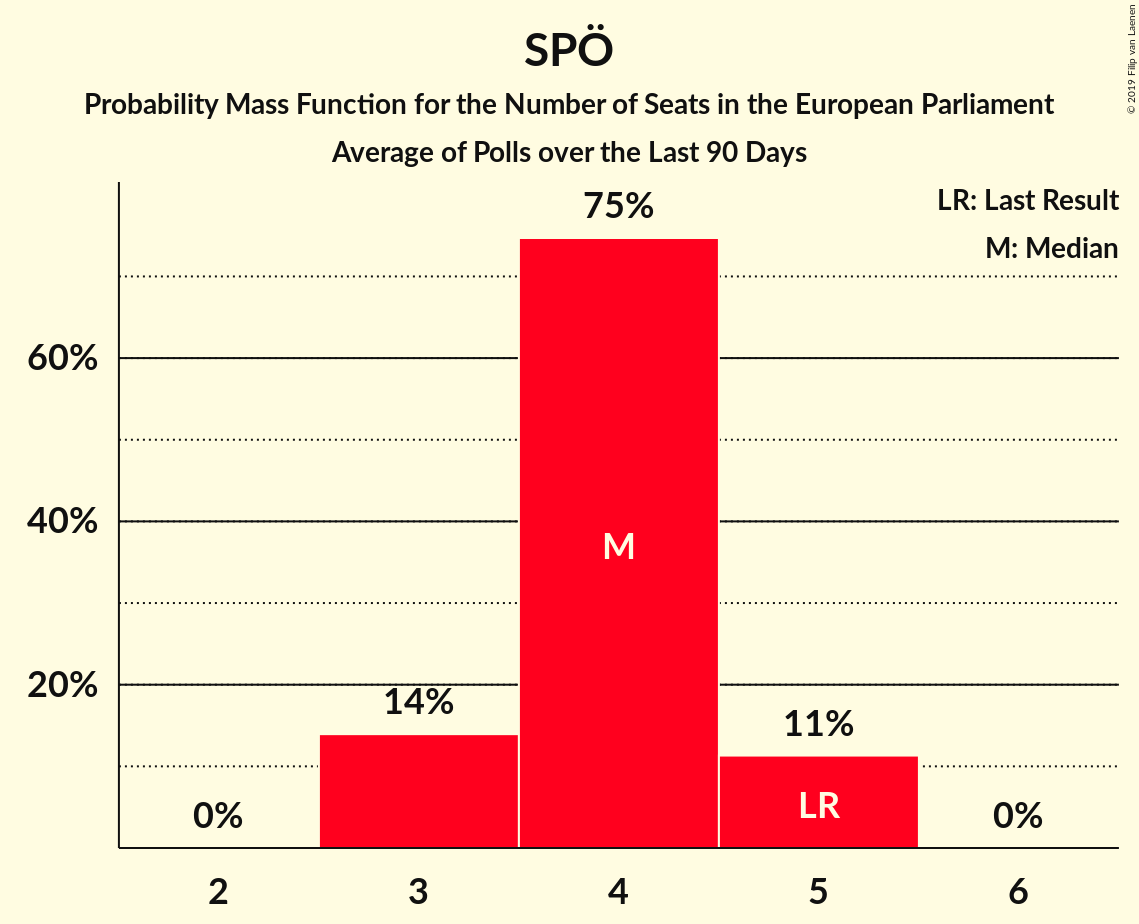 SPÖ
Probability Mass Function for the Number of Seats in the European Parliament
Average of Polls over the Last 90 Days
© 2019 Filip van Laenen
LR: Last Result
M: Median
60%
40%
20%
0%
14%
75%
11%
0%
M
LR
2
3
4
5
6